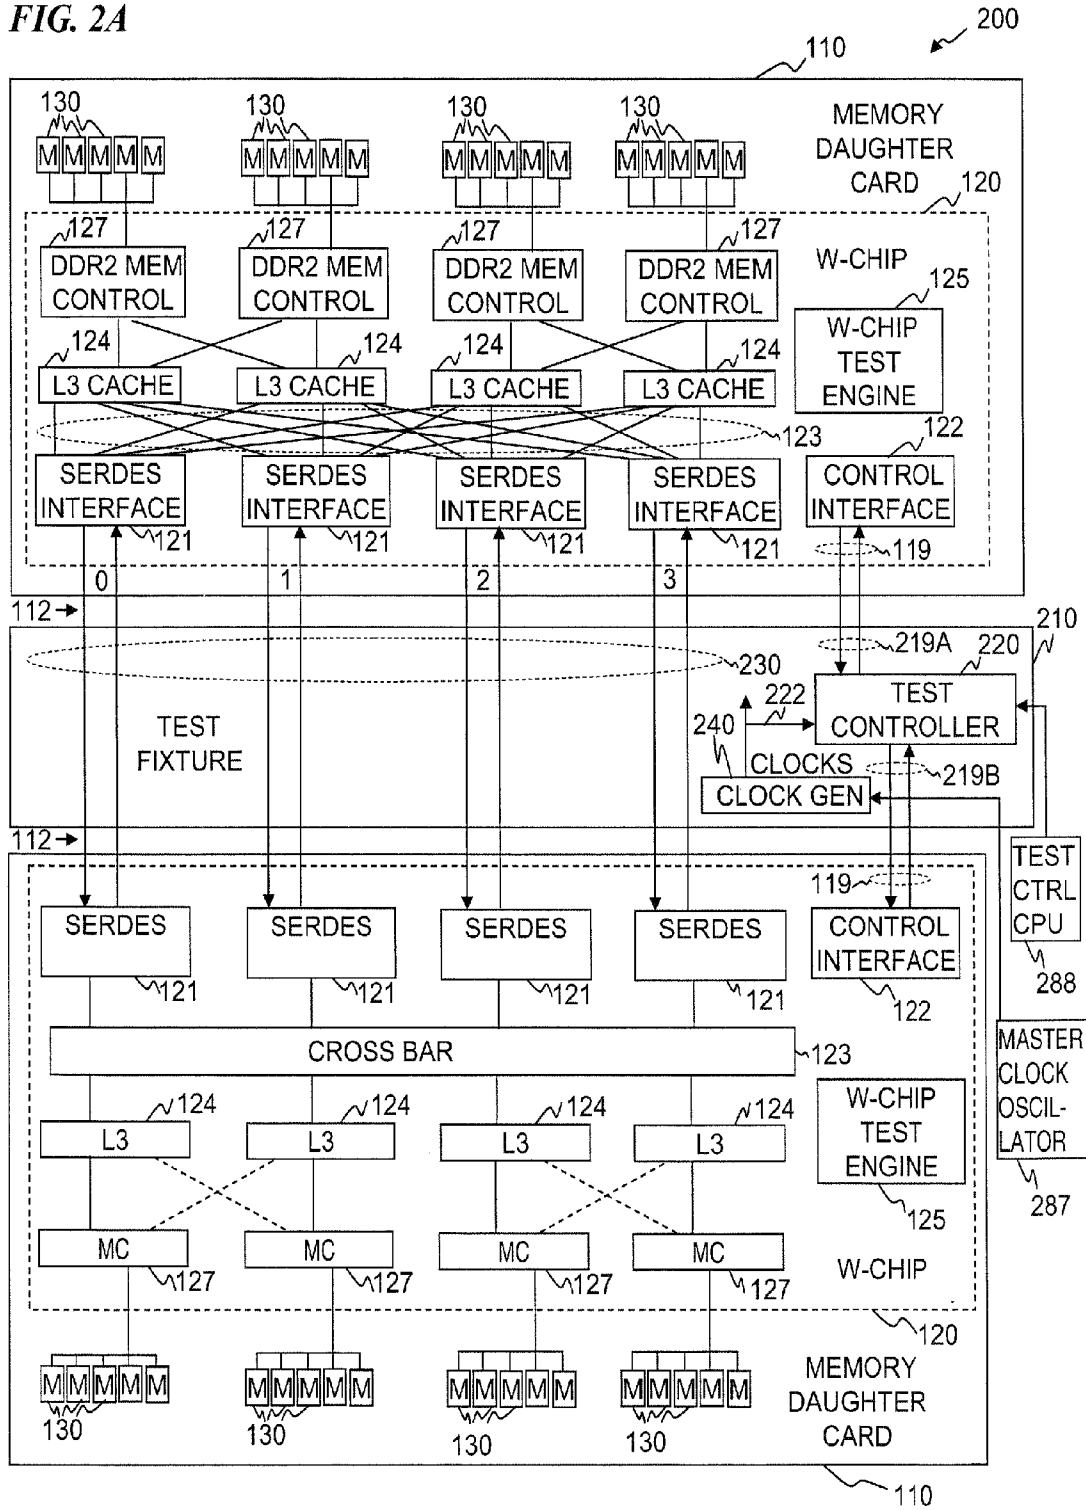 FIG. 2A
200
110
130 130 130 130
M M M M M M M M M M M M M M M M M M M M
MEMORY
DAUGHTER
CARD
120
127 127 127 127
DDR2 MEM
CONTROL
DDR2 MEM
CONTROL
DDR2 MEM
CONTROL
DDR2 MEM
CONTROL
W-CHIP
125
W-CHIP
TEST
ENGINE
124 124 124 124
L3 CACHE L3 CACHE L3 CACHE L3 CACHE
123
122
SERDES
INTERFACE
SERDES
INTERFACE
SERDES
INTERFACE
SERDES
INTERFACE
CONTROL
INTERFACE
121 121 121 121
119
0 1 2 3
112
210
219A
220
230
222
TEST
CONTROLLER
TEST
FIXTURE
240
CLOCKS
219B
CLOCK GEN
112
TEST
CTRL
CPU
288
119
SERDES SERDES SERDES SERDES
CONTROL
INTERFACE
121 121 121 121
122
CROSS BAR
123
MASTER
CLOCK
OSCIL-
LATOR
287
124 124 124 124
L3 L3 L3 L3
W-CHIP
TEST
ENGINE
125
MC MC MC MC
127 127 127 127
W-CHIP
120
M M M M M M M M M M M M M M M M M M M M
130 130 130 130
MEMORY
DAUGHTER
CARD
110